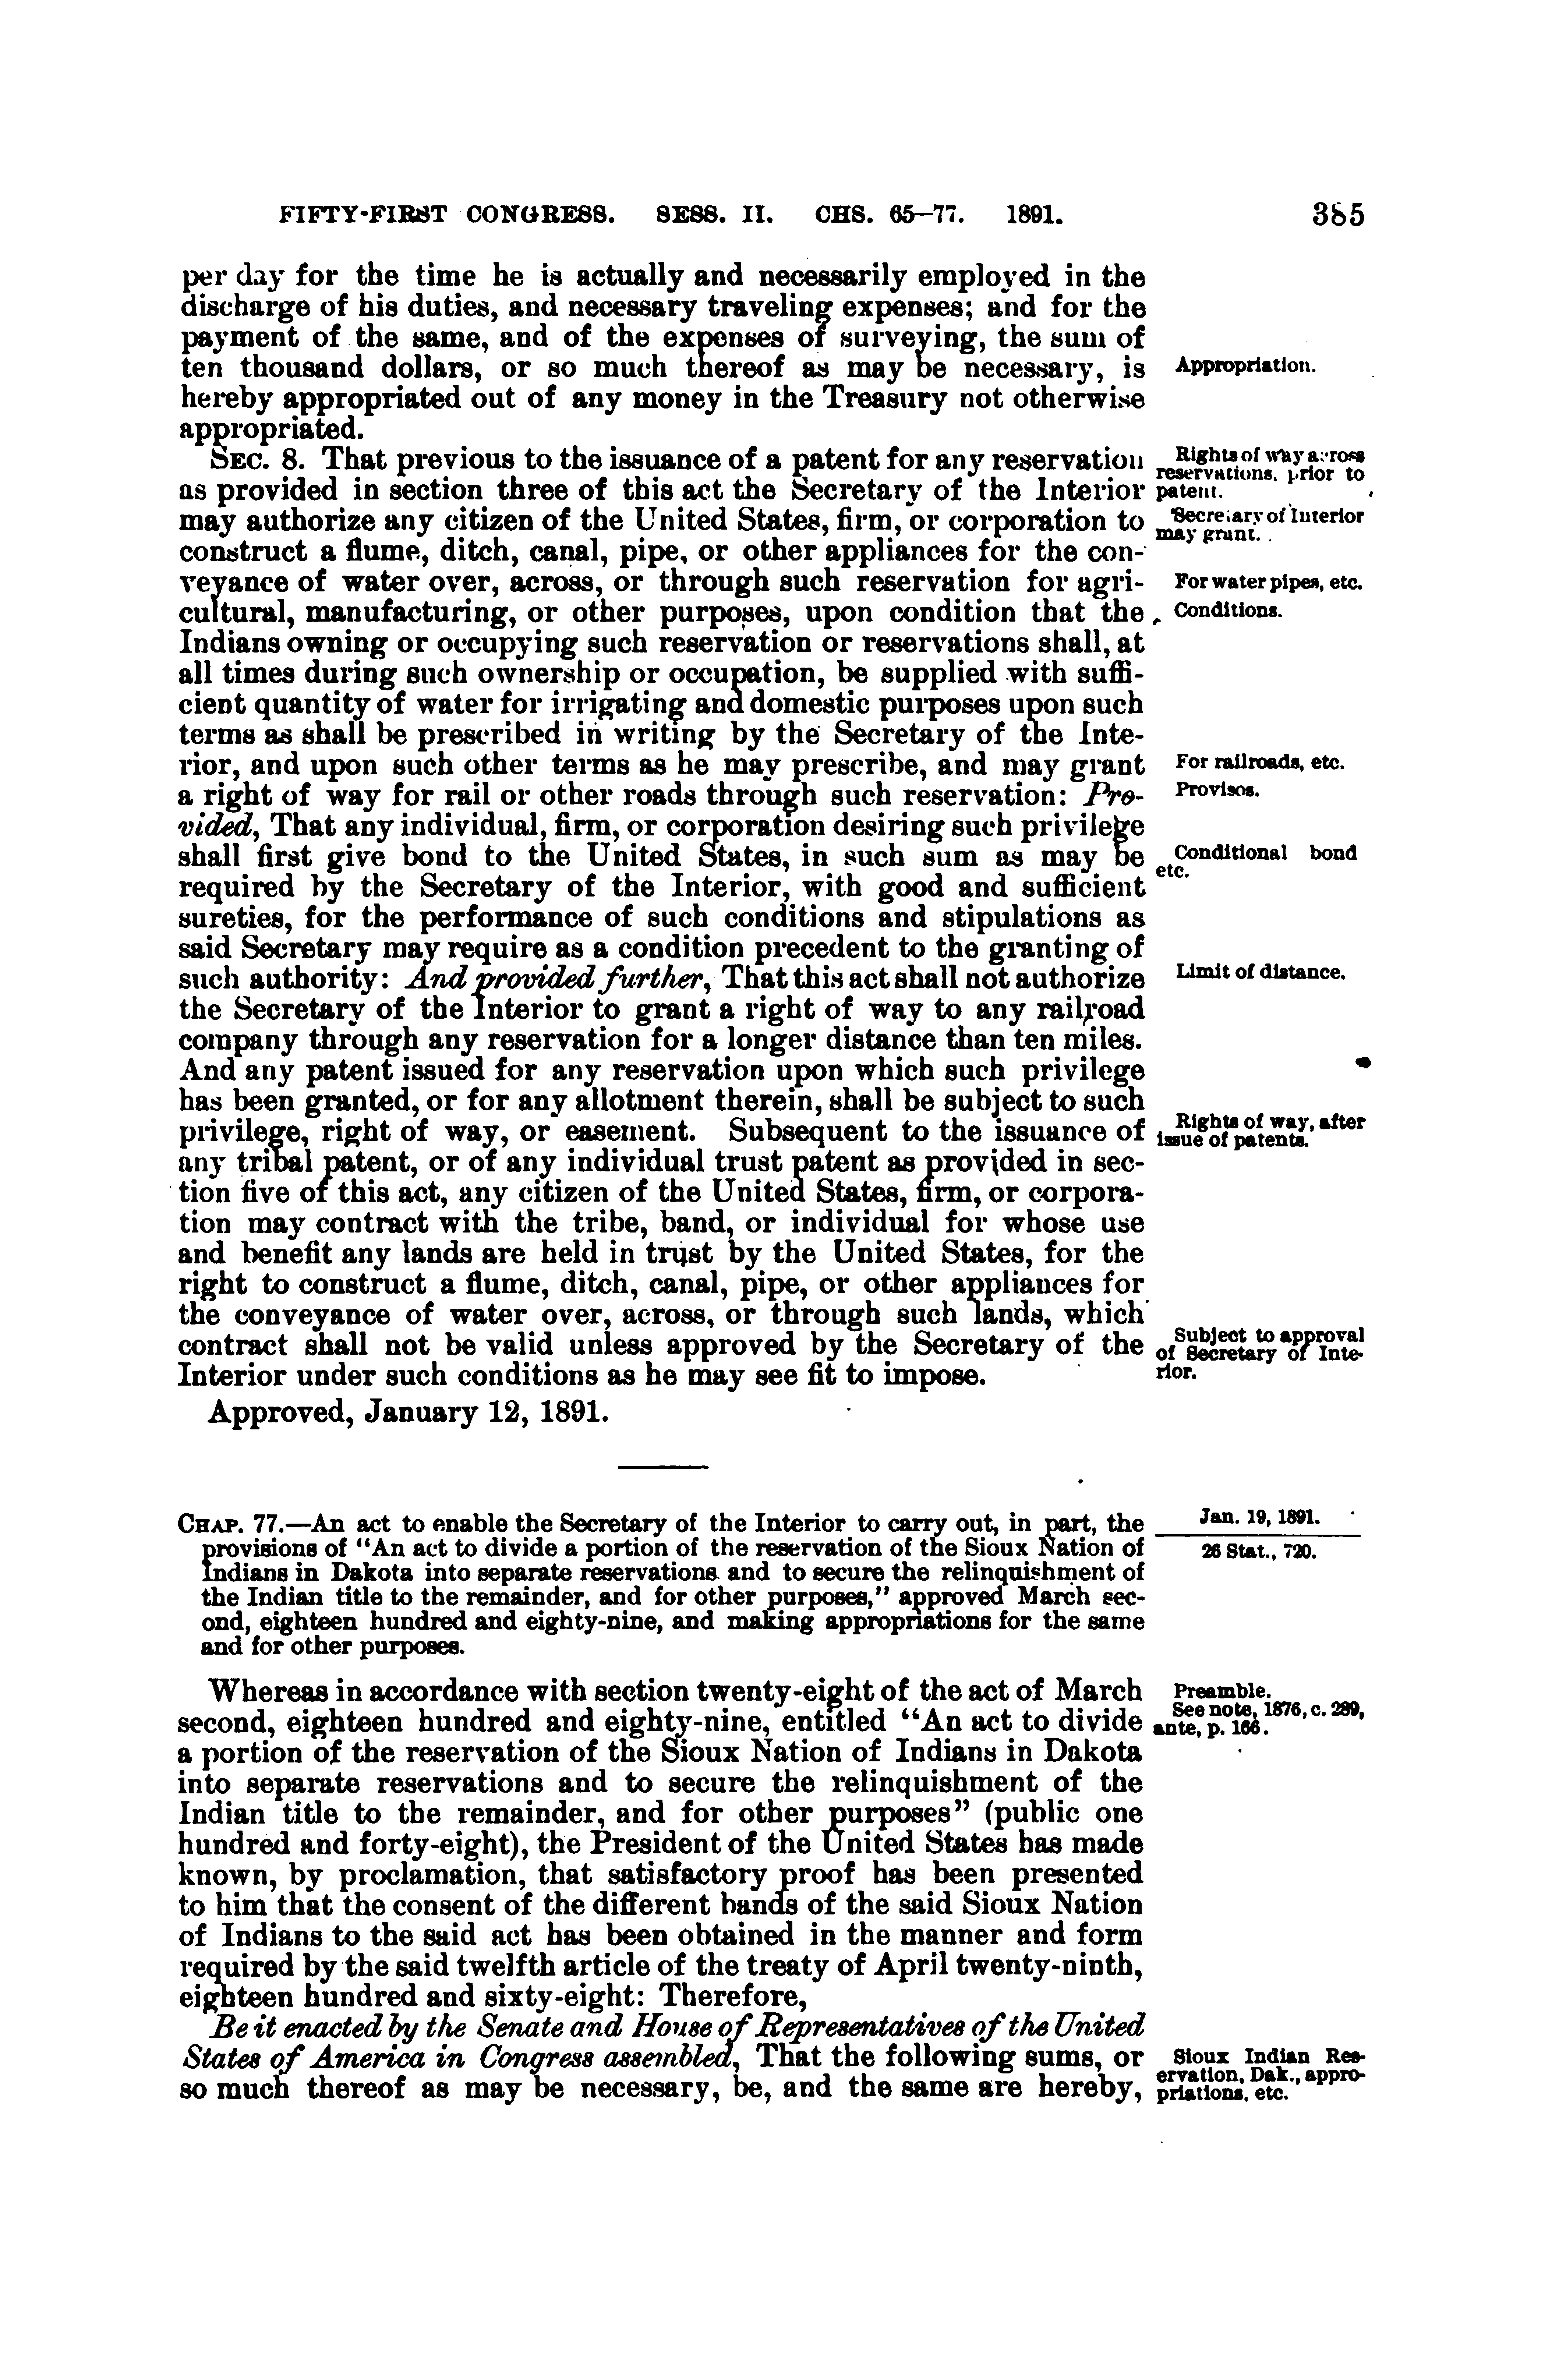 FIFTY-FIRST CONGRESS. SESS. II. CHS. 65–77. 1891. 385
per day for the time he is actually and necessarily employed in the
discharge of his duties, and necessary traveling expenses; and for the
payment of the same, and of the expenses of surveying, the sum of
ten thousand dollars, or so much thereof as may be necessary, is
Appropriation.
hereby appropriated out of any money in the Treasury not otherwise
appropriated.
SEC. 8. That previous to the issuance of a patent for any reservation
Rights of way across
reservations, prior to
patent.
as provided in section three of this act the Secretary of the Interior
may authorize any citizen of the United States, firm, or corporation to
Secretary of Interior
may grant.
construct a flume, ditch, canal, pipe, or other appliances for the con-
veyance of water over, across, or through such reservation for agri-
For water pipes, etc.
cultural, manufacturing, or other purposes, upon condition that the
Conditions.
Indians owning or occupying such reservation or reservations shall, at
all times during such ownership or occupation, be supplied with suffi-
cient quantity of water for irrigating and domestic purposes upon such
terms as shall be prescribed in writing by the Secretary of the Inte-
rior, and upon such other terms as he may prescribe, and may grant
For railroads, etc.
a right of way for rail or other roads through such reservation: Pro-
Provisos.
vided, That any individual, firm, or corporation desiring such privilege
shall first give bond to the United States, in such sum as may be
Conditional bond
etc.
required by the Secretary of the Interior, with good and sufficient
sureties, for the performance of such conditions and stipulations as
said Secretary may require as a condition precedent to the granting of
such authority: And provided further, That this act shall not authorize
Limit of distance.
the Secretary of the Interior to grant a right of way to any railroad
company through any reservation for a longer distance than ten miles.
And any patent issued for any reservation upon which such privilege
has been granted, or for any allotment therein, shall be subject to such
privilege, right of way, or easement. Subsequent to the issuance of
Rights of way, after
issue of patents.
any tribal patent, or of any individual trust patent as provided in sec-
tion five of this act, any citizen of the United States, firm, or corpora-
tion may contract with the tribe, band, or individual for whose use
and benefit any lands are held in trust by the United States, for the
right to construct a flume, ditch, canal, pipe, or other appliances for
the conveyance of water over, across, or through such lands, which
contract shall not be valid unless approved by the Secretary of the
Subject to approval
of Secretary of Inte-
rior.
Interior under such conditions as he may see fit to impose.
Approved, January 12, 1891.
CHAP. 77.—An act to enable the Secretary of the Interior to carry out, in part, the
Jan. 19, 1891.
provisions of "An act to divide a portion of the reservation of the Sioux Nation of
26 Stat., 720.
Indians in Dakota into separate reservations and to secure the relinquishment of
the Indian title to the remainder, and for other purposes," approved March sec-
ond, eighteen hundred and eighty-nine, and making appropriations for the same
and for other purposes.
Whereas in accordance with section twenty-eight of the act of March
Preamble.
See note, 1876, c. 289,
ante, p. 166.
second, eighteen hundred and eighty-nine, entitled "An act to divide
a portion of the reservation of the Sioux Nation of Indians in Dakota
into separate reservations and to secure the relinquishment of the
Indian title to the remainder, and for other purposes" (public one
hundred and forty-eight), the President of the United States has made
known, by proclamation, that satisfactory proof has been presented
to him that the consent of the different bands of the said Sioux Nation
of Indians to the said act has been obtained in the manner and form
required by the said twelfth article of the treaty of April twenty-ninth,
eighteen hundred and sixty-eight: Therefore,
Be it enacted by the Senate and House of Representatives of the United
States of America in Congress assembled, That the following sums, or
Sioux Indian Res-
ervation, Dak., appro-
priations, etc.
so much thereof as may be necessary, be, and the same are hereby,